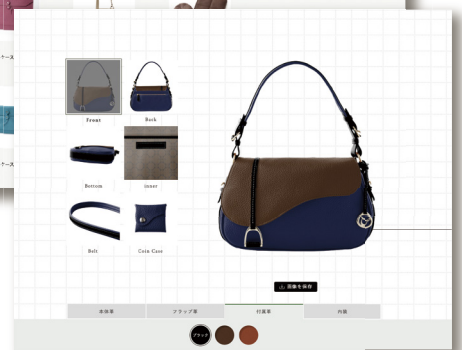 ケース
ケース
Front
Back
Bottom
inner
Belt
Coin Case
画像を保存
本体革
フラップ革
付属革
内装
ブラック